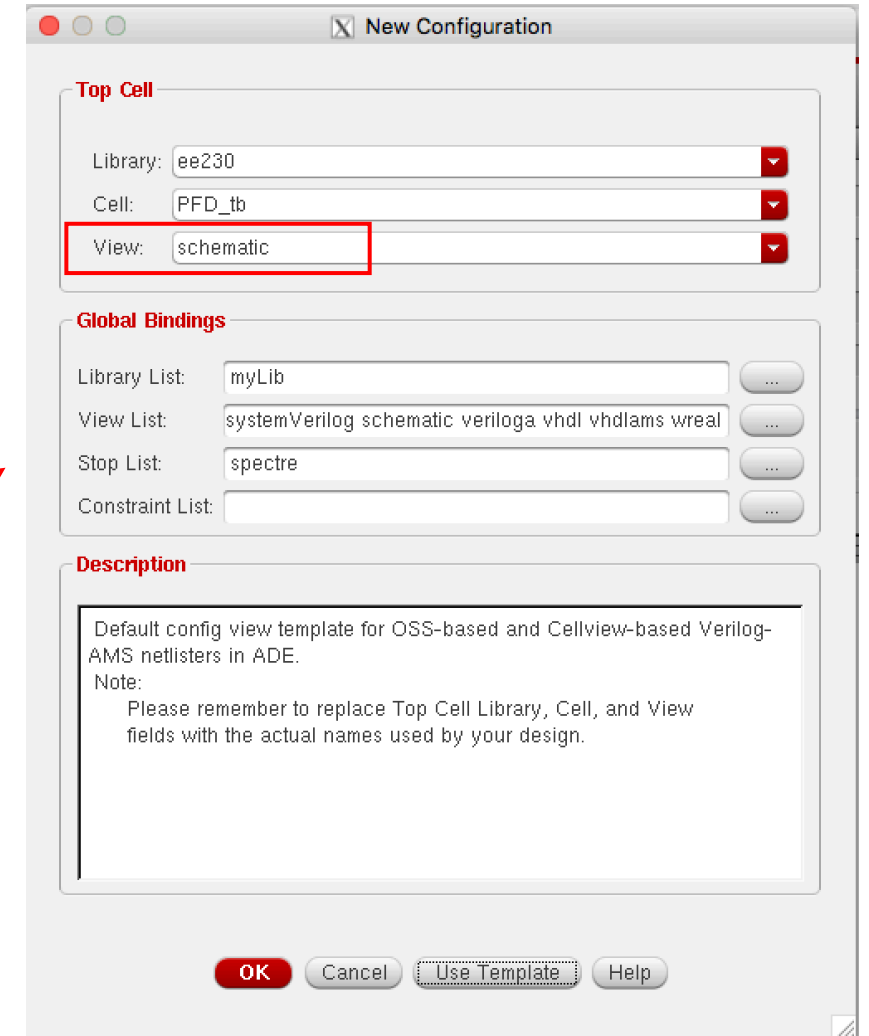 X New Configuration
Top Cell
Library: ee230
Cell: PFD_tb
View: schematic
Global Bindings
Library List: myLib ...
View List: systemVerilog schematic veriloga vhdl vhdlams wreal ...
Stop List: spectre ...
Constraint List: ...
Description
Default config view template for OSS-based and Cellview-based Verilog-
AMS netlisters in ADE.
Note:
Please remember to replace Top Cell Library, Cell, and View
fields with the actual names used by your design.
OK Cancel Use Template Help